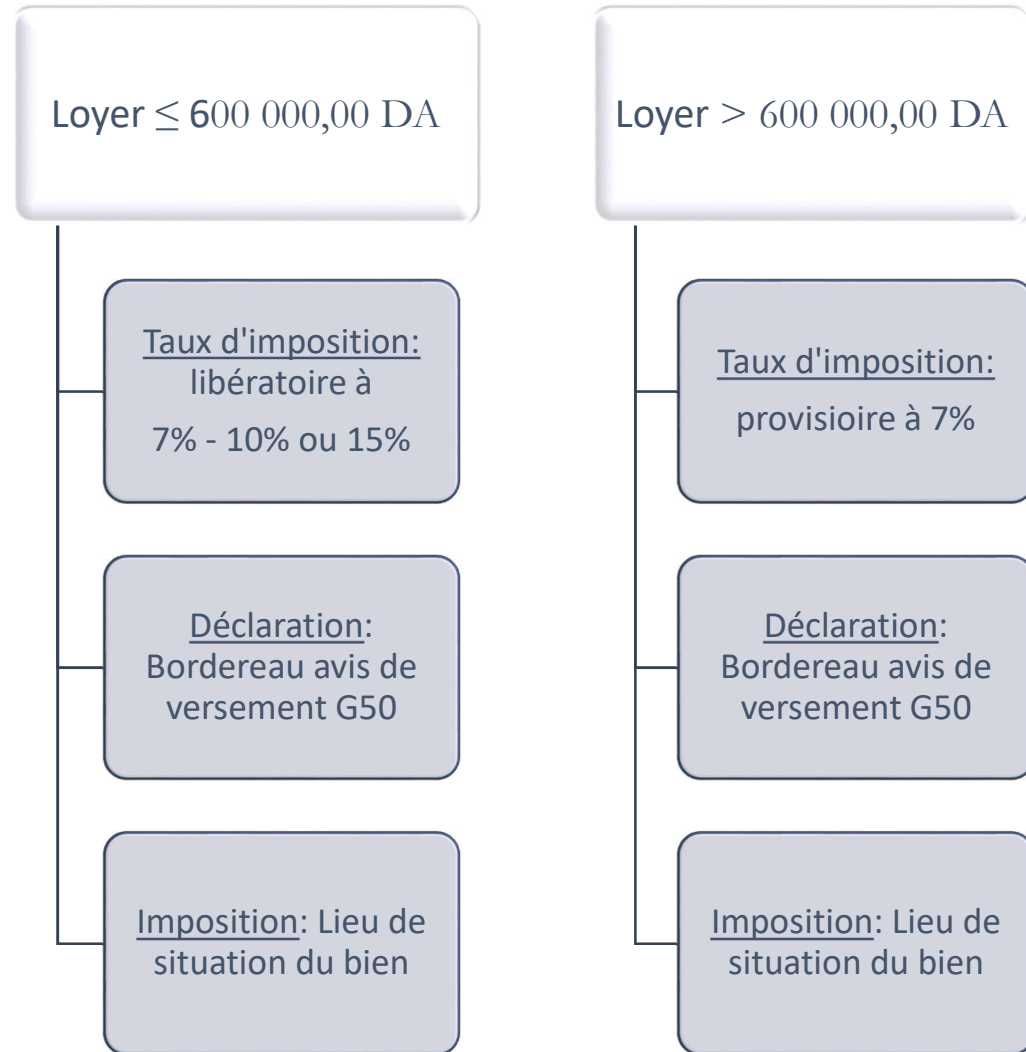 Loyer ≤ 600 000,00 DA
Taux d'imposition:
libératoire à
7% - 10% ou 15%
Déclaration:
Bordereau avis de
versement G50
Imposition: Lieu de
situation du bien
Loyer > 600 000,00 DA
Taux d'imposition:
provisioire à 7%
Déclaration:
Bordereau avis de
versement G50
Imposition: Lieu de
situation du bien